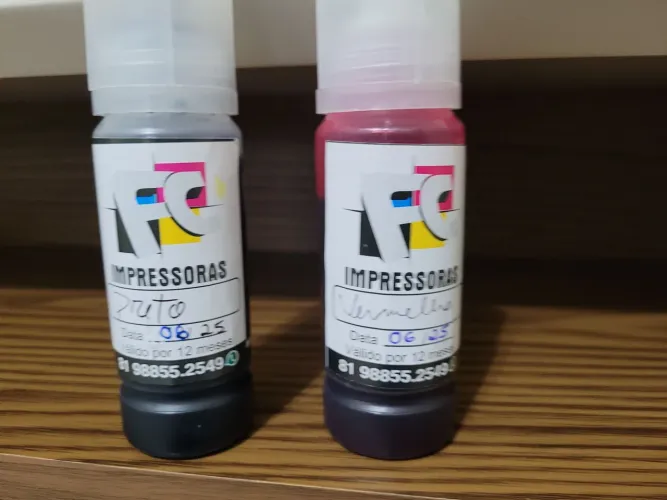 FC
IMPRESSORAS
Preto
Data 06 25
Válido por 12 meses
81 98855.2549
FC
IMPRESSORAS
Vermelho
Data 06 25
Válido por 12 meses
81 98855.2549